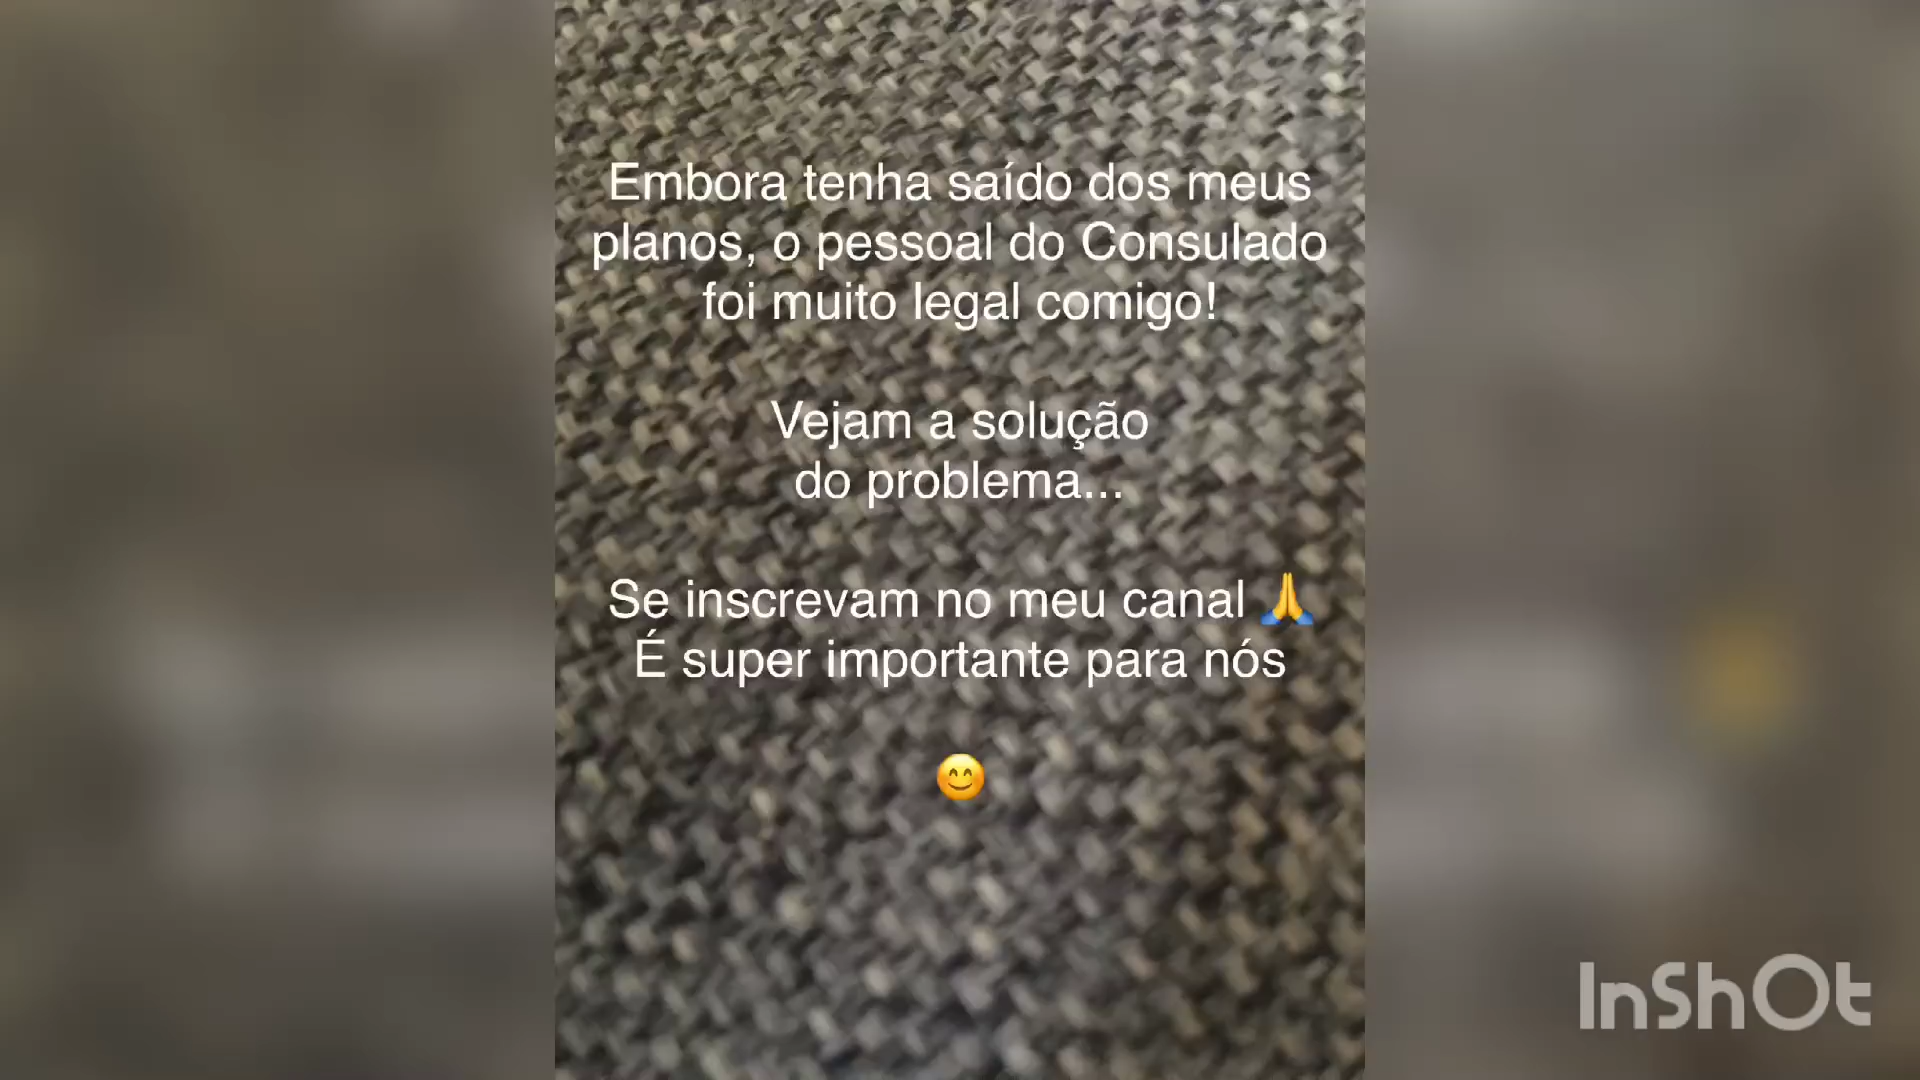 Embora tenha saído dos meus
planos, o pessoal do Consulado
foi muito legal comigo!
Vejam a solução
do problema...
Se inscrevam no meu canal 🙏
É super importante para nós
😊
InShOt